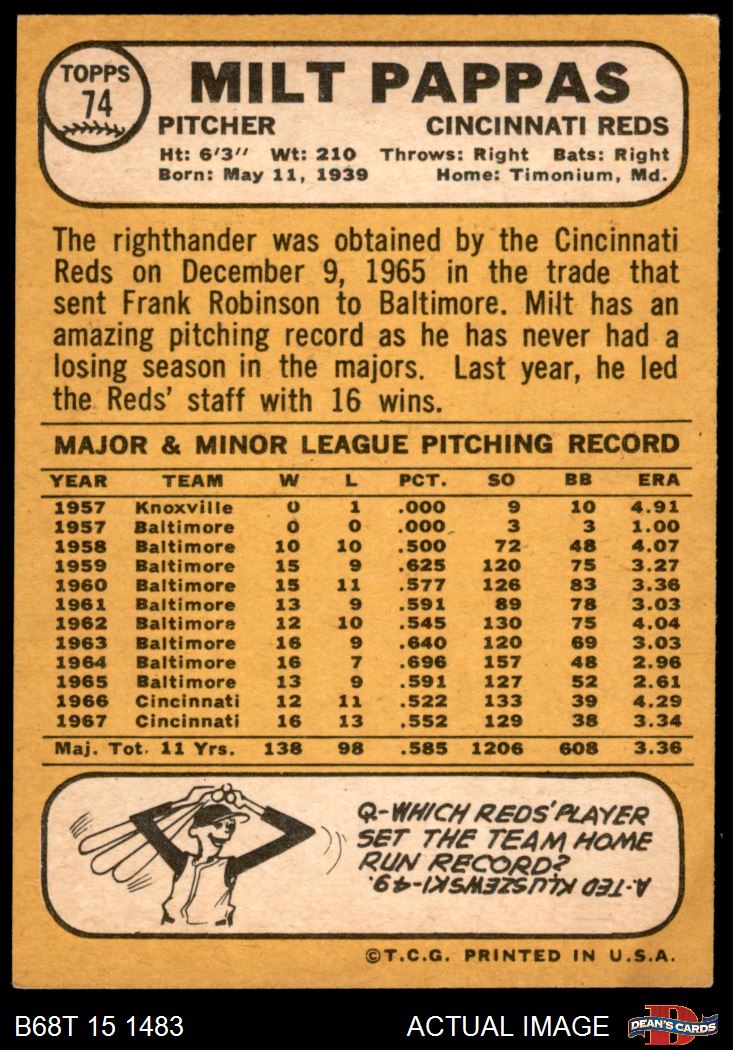 TOPPS
74
MILT PAPPAS
PITCHER CINCINNATI REDS
Ht: 6'3" Wt: 210 Throws: Right Bats: Right
Born: May 11, 1939 Home: Timonium, Md.
The righthander was obtained by the Cincinnati
Reds on December 9, 1965 in the trade that
sent Frank Robinson to Baltimore. Milt has an
amazing pitching record as he has never had a
losing season in the majors. Last year, he led
the Reds' staff with 16 wins.
MAJOR & MINOR LEAGUE PITCHING RECORD
YEAR TEAM W L PCT. SO BB ERA
1957 Knoxville 0 1 .000 9 10 4.91
1957 Baltimore 0 0 .000 3 3 1.00
1958 Baltimore 10 10 .500 72 48 4.07
1959 Baltimore 15 9 .625 120 75 3.27
1960 Baltimore 15 11 .577 126 83 3.36
1961 Baltimore 13 9 .591 89 78 3.03
1962 Baltimore 12 10 .545 130 75 4.04
1963 Baltimore 16 9 .640 120 69 3.03
1964 Baltimore 16 7 .696 157 48 2.96
1965 Baltimore 13 9 .591 127 52 2.61
1966 Cincinnati 12 11 .522 133 39 4.29
1967 Cincinnati 16 13 .552 129 38 3.34
Maj. Tot. 11 Yrs. 138 98 .585 1206 608 3.36
Q-WHICH REDS' PLAYER
SET THE TEAM HOME
RUN RECORD?
A-TED KLUSZEWSKI-49.
©T.C.G. PRINTED IN U.S.A.
B68T 15 1483 ACTUAL IMAGE
D
DEAN'S CARDS